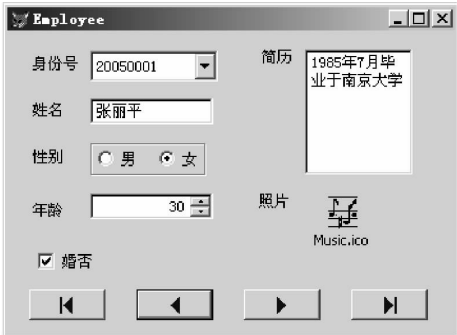 Employee
身份号 20050001
姓名 张丽平
性别 男 女
年龄 30
婚否
简历 1985年7月毕
业于南京大学
照片
Music.ico